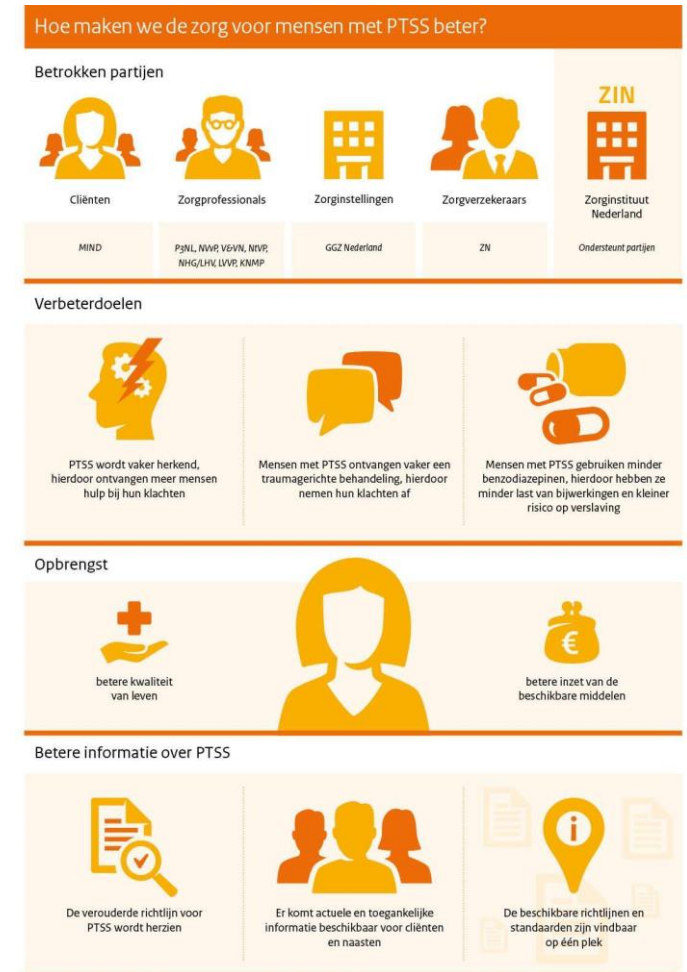 Hoe maken we de zorg voor mensen met PTSS beter?
Betrokken partijen
ZIN
Cliënten
Zorgprofessionals
Zorginstellingen
Zorgverzekeraars
Zorginstituut
Nederland
MIND
P3NL, NVvP, V&VN, NtVP,
NHG/LHV, LVVP, KNMP
GGZ Nederland
ZN
Ondersteunt partijen
Verbeterdoelen
PTSS wordt vaker herkend,
hierdoor ontvangen meer mensen
hulp bij hun klachten
Mensen met PTSS ontvangen vaker een
traumagerichte behandeling, hierdoor
nemen hun klachten af
Mensen met PTSS gebruiken minder
benzodiazepinen, hierdoor hebben ze
minder last van bijwerkingen en kleiner
risico op verslaving
Opbrengst
betere kwaliteit
van leven
€
betere inzet van de
beschikbare middelen
Betere informatie over PTSS
i
De verouderde richtlijn voor
PTSS wordt herzien
Er komt actuele en toegankelijke
informatie beschikbaar voor cliënten
en naasten
De beschikbare richtlijnen en
standaarden zijn vindbaar
op één plek